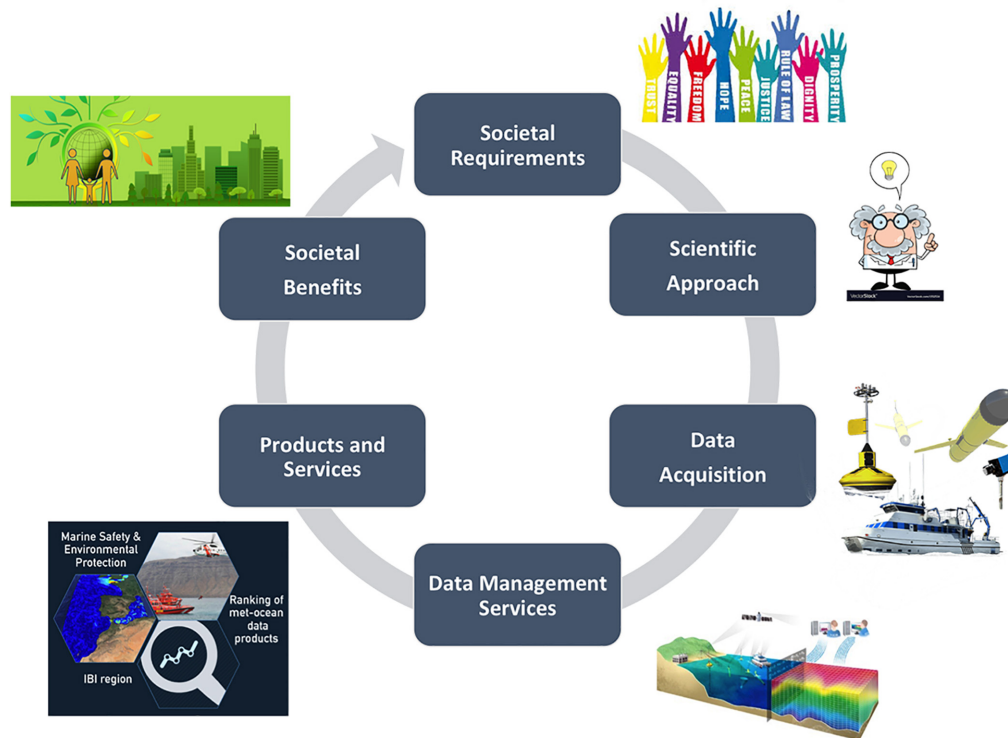 TRUST
EQUALITY
FREEDOM
HOPE
PEACE
JUSTICE
RULE OF LAW
DIGNITY
PROSPERITY
Societal
Requirements
Scientific
Approach
VectorStock
Data
Acquisition
Data Management
Services
Products and
Services
Societal
Benefits
Marine Safety &
Environmental
Protection
Ranking of
met-ocean
data
products
IBI region